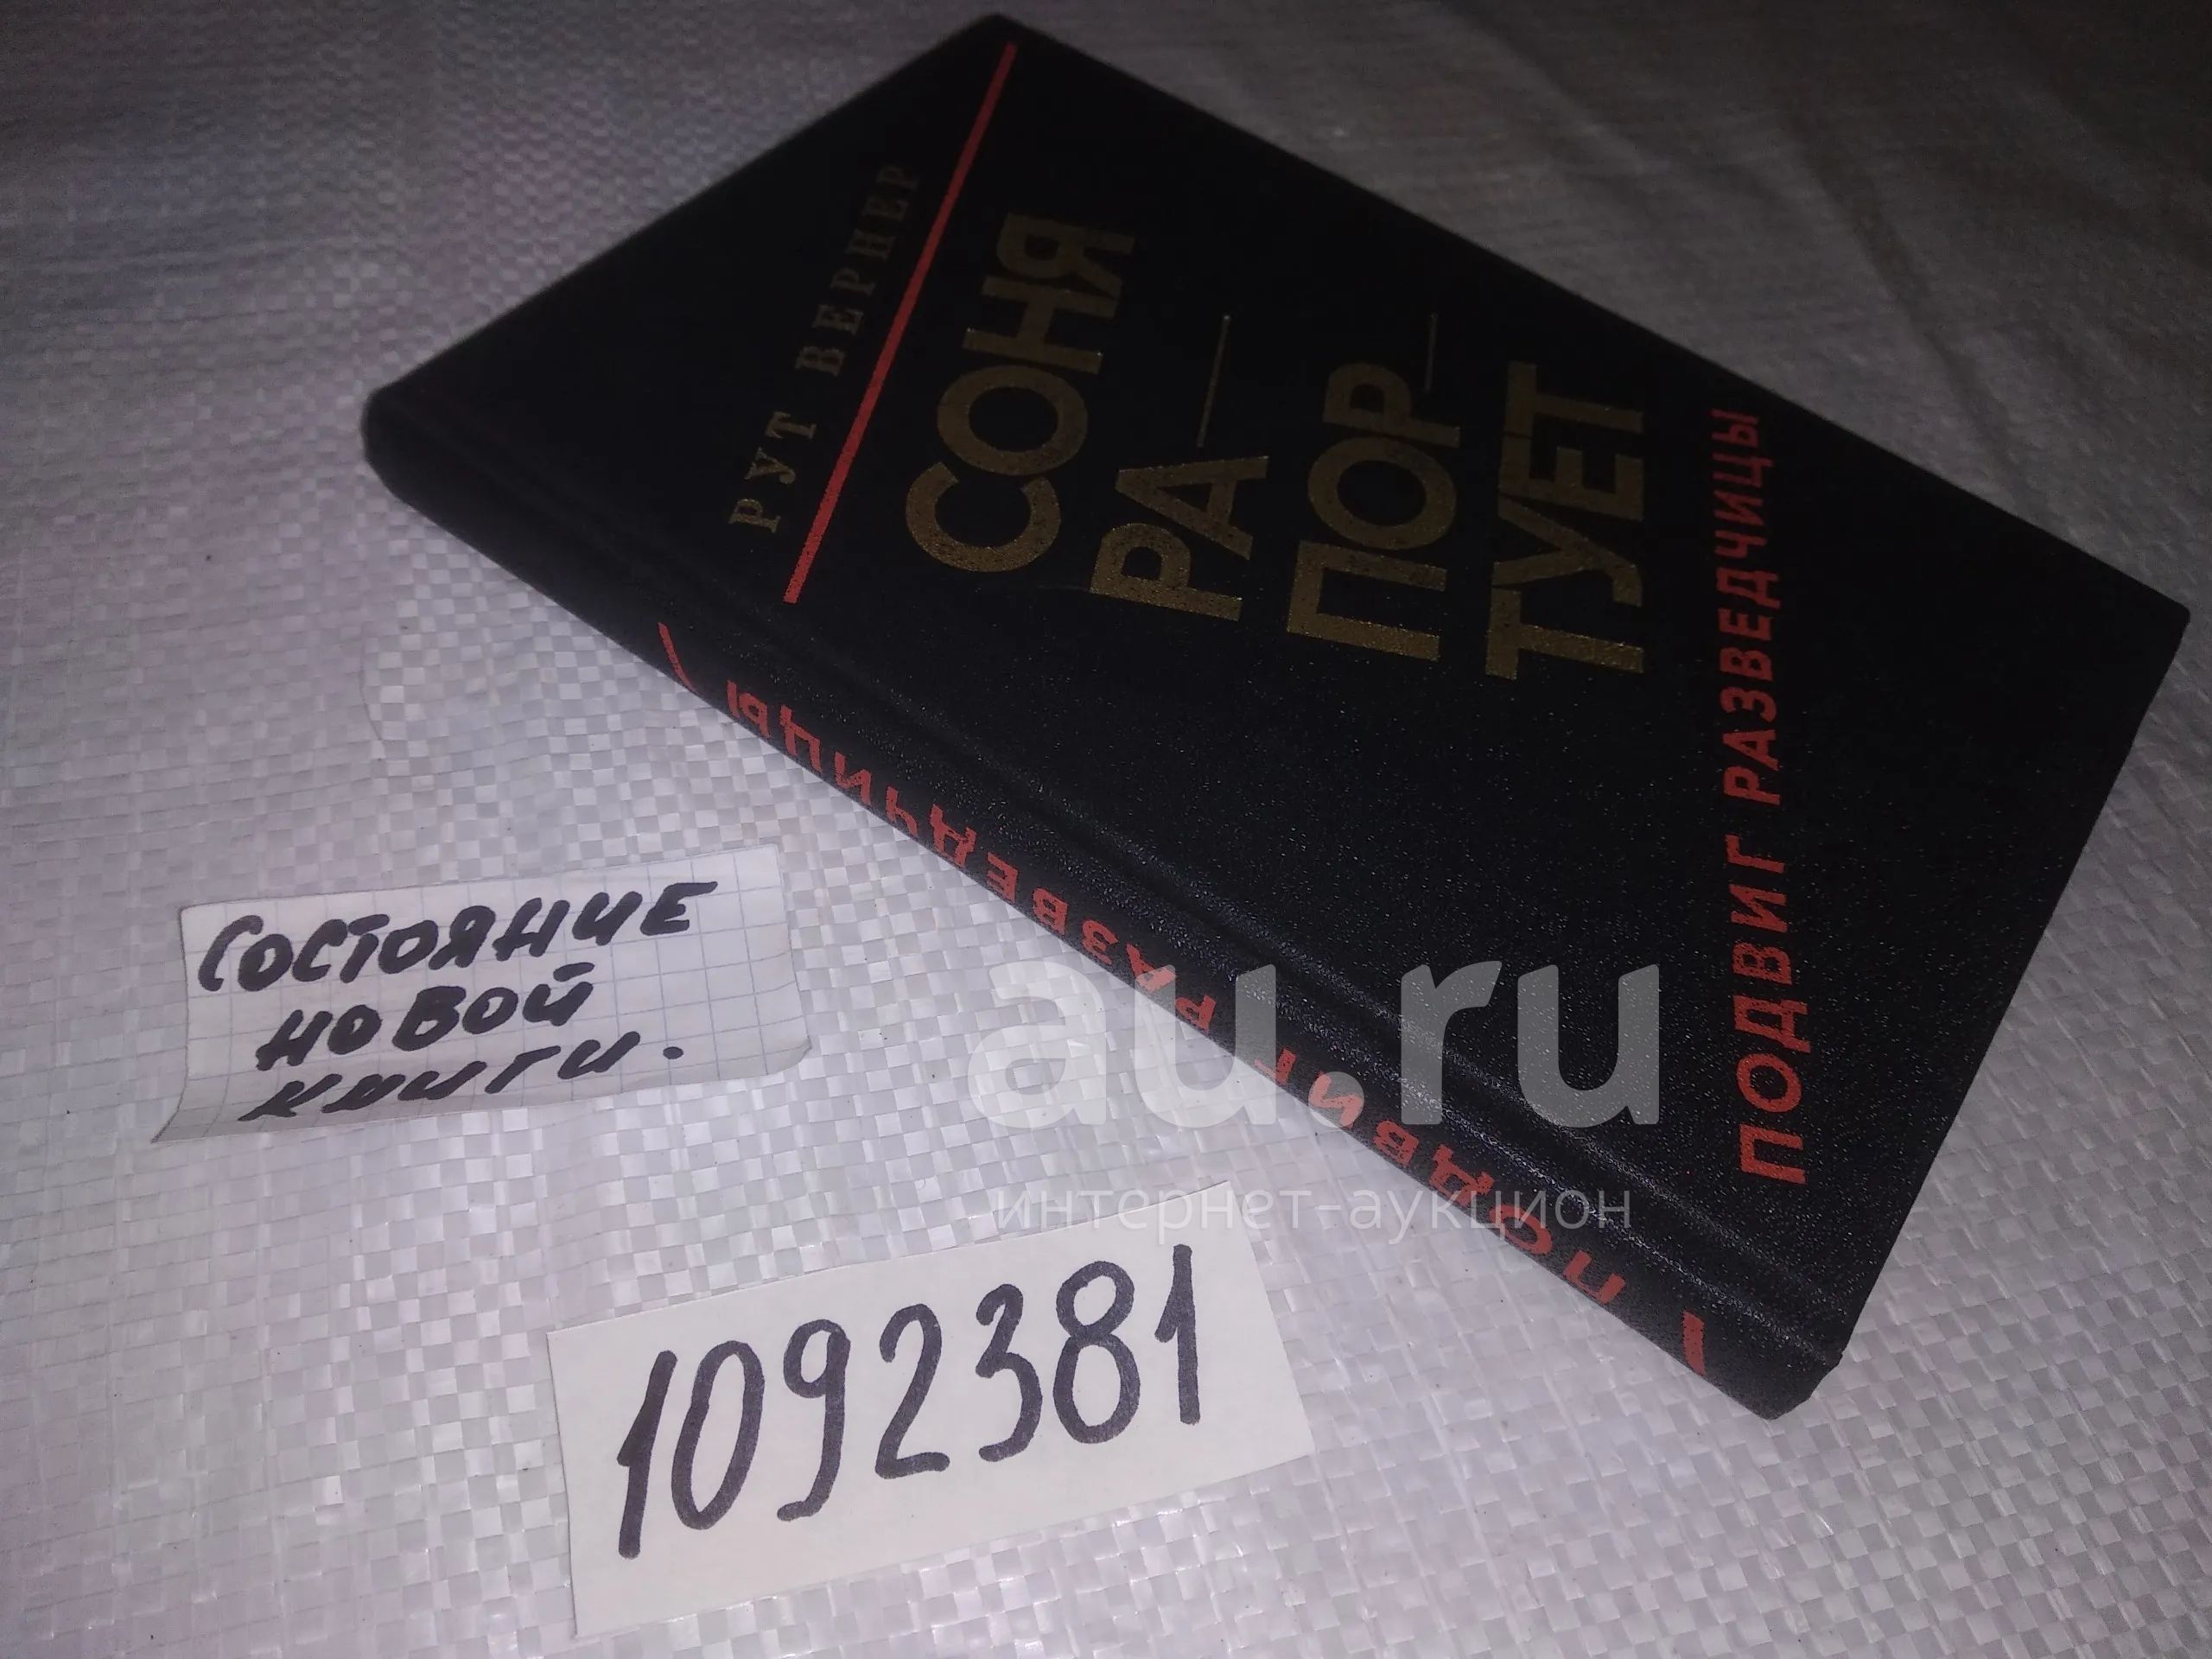 РУТ ВЕРНЕР
СОНЯ
РА-
ПОР-
ТУЕТ
ПОДВИГ РАЗВЕДЧИЦЫ
ПОДВИГ РАЗВЕДЧИЦЫ
СОСТОЯНИЕ
НОВОЙ
КНИГИ.
au.ru
интернет-аукцион
1092381